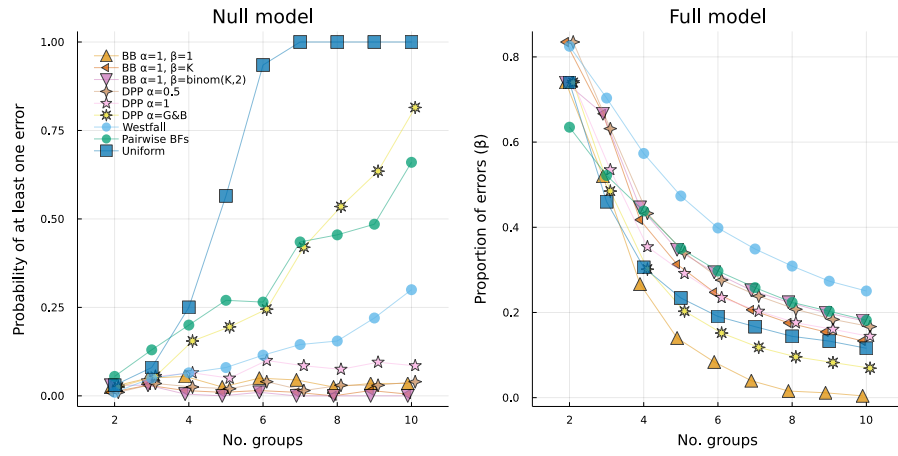 Null model
Full model
Probability of at least one error
1.00
0.75
0.50
0.25
0.00
BB α=1, β=1
BB α=1, β=K
BB α=1, β=binom(K,2)
DPP α=0.5
DPP α=1
DPP α=G&B
Westfall
Pairwise BFs
Uniform
2
4
6
8
10
No. groups
Proportion of errors (β)
0.8
0.6
0.4
0.2
0.0
2
4
6
8
10
No. groups